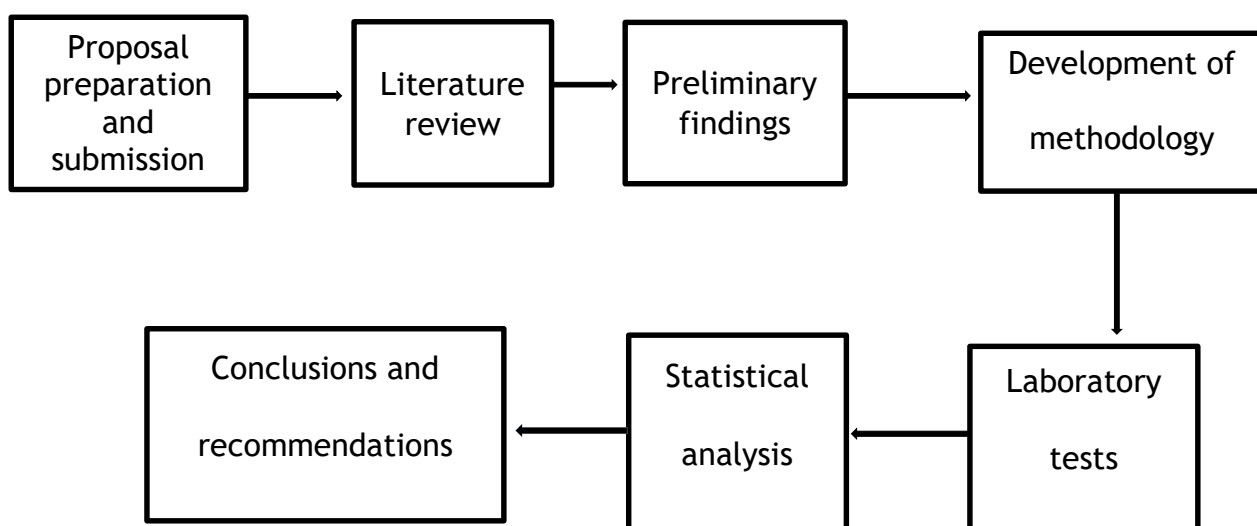 Proposal
preparation
and
submission
Literature
review
Preliminary
findings
Development of
methodology
Conclusions and
recommendations
Statistical
analysis
Laboratory
tests